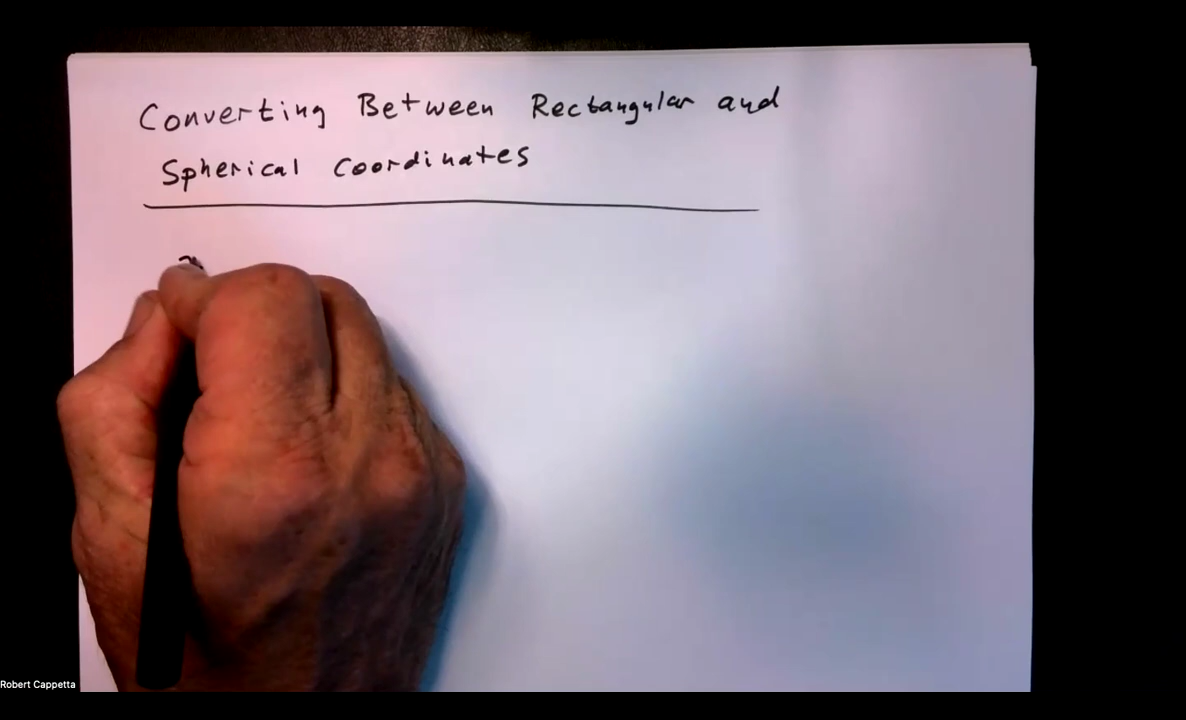 Converting Between Rectangular and
Spherical Coordinates
Robert Cappetta